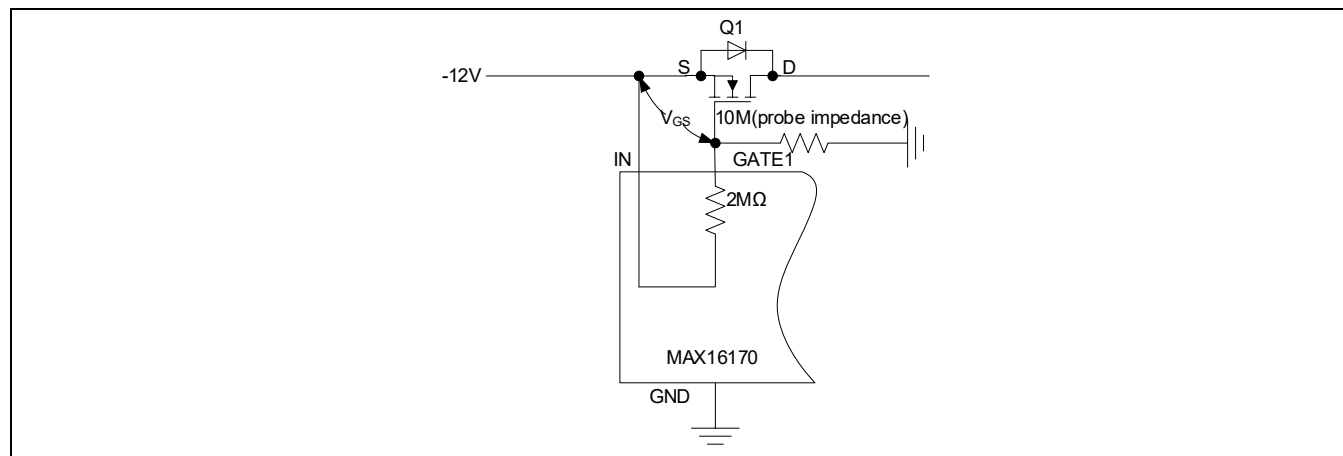 Q1
-12V
S
D
VGS
10M(probe impedance)
IN
GATE1
2MΩ
MAX16170
GND